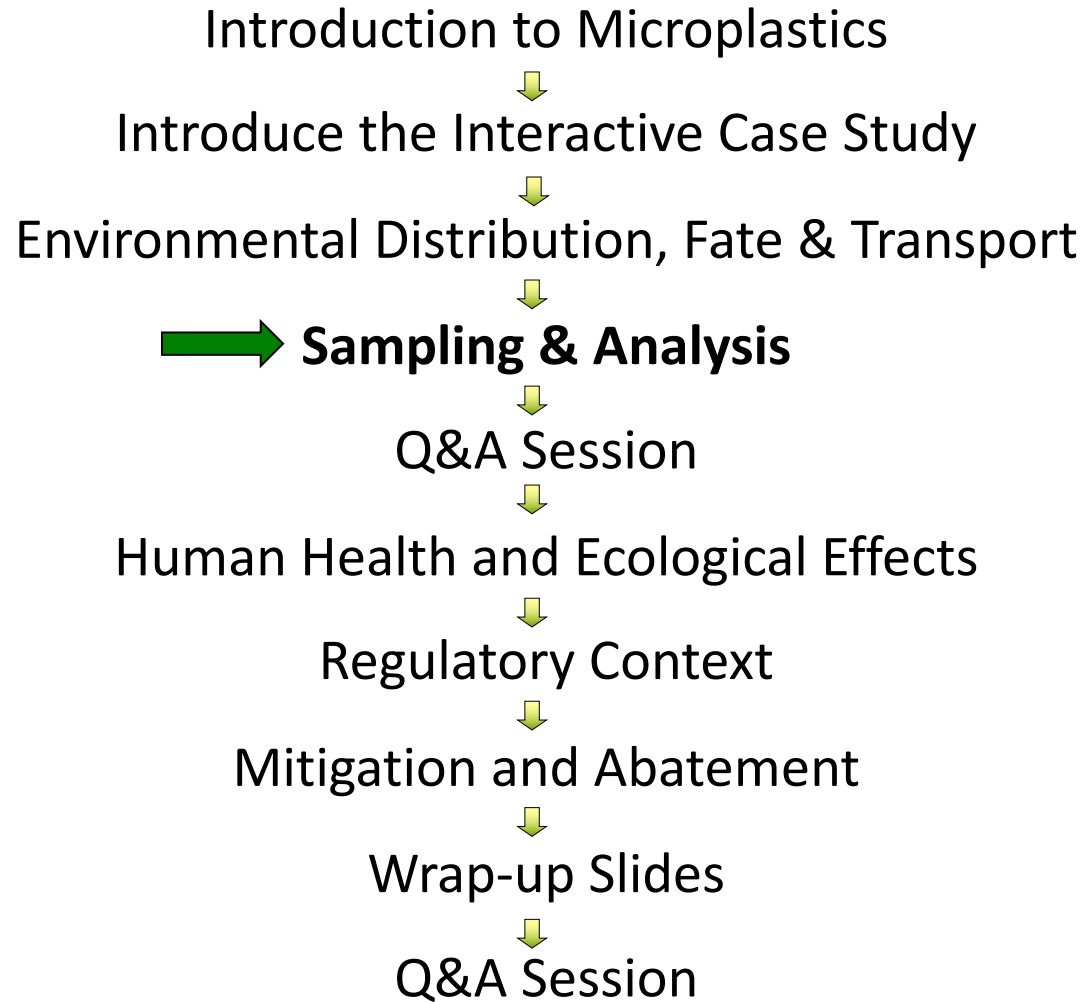 Introduction to Microplastics
Introduce the Interactive Case Study
Environmental Distribution, Fate & Transport
Sampling & Analysis
Q&A Session
Human Health and Ecological Effects
Regulatory Context
Mitigation and Abatement
Wrap-up Slides
Q&A Session